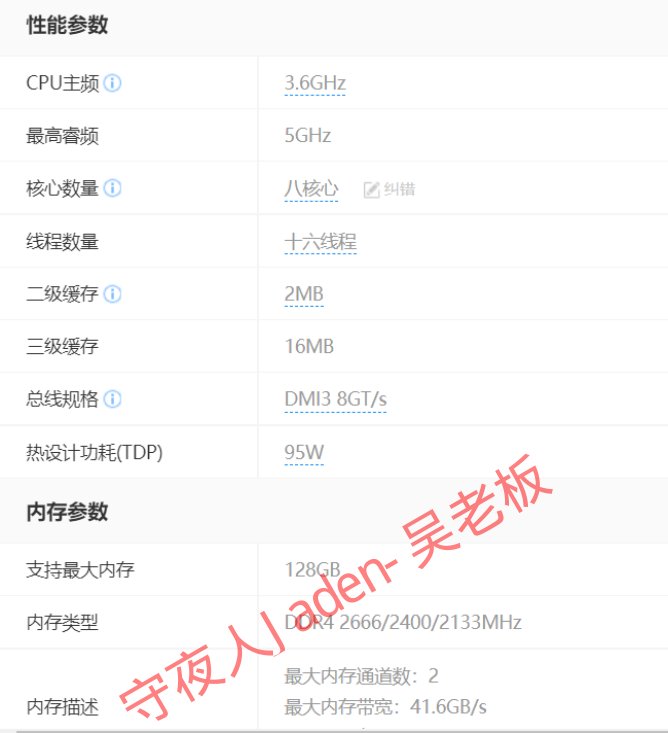 性能参数
CPU主频 3.6GHz
最高睿频 5GHz
核心数量 八核心 纠错
线程数量 十六线程
二级缓存 2MB
三级缓存 16MB
总线规格 DMI3 8GT/s
热设计功耗(TDP) 95W
内存参数
支持最大内存 128GB
内存类型 DDR4 2666/2400/2133MHz
最大内存通道数：2
内存描述 最大内存带宽：41.6GB/s
守夜人J aden- 吴老板